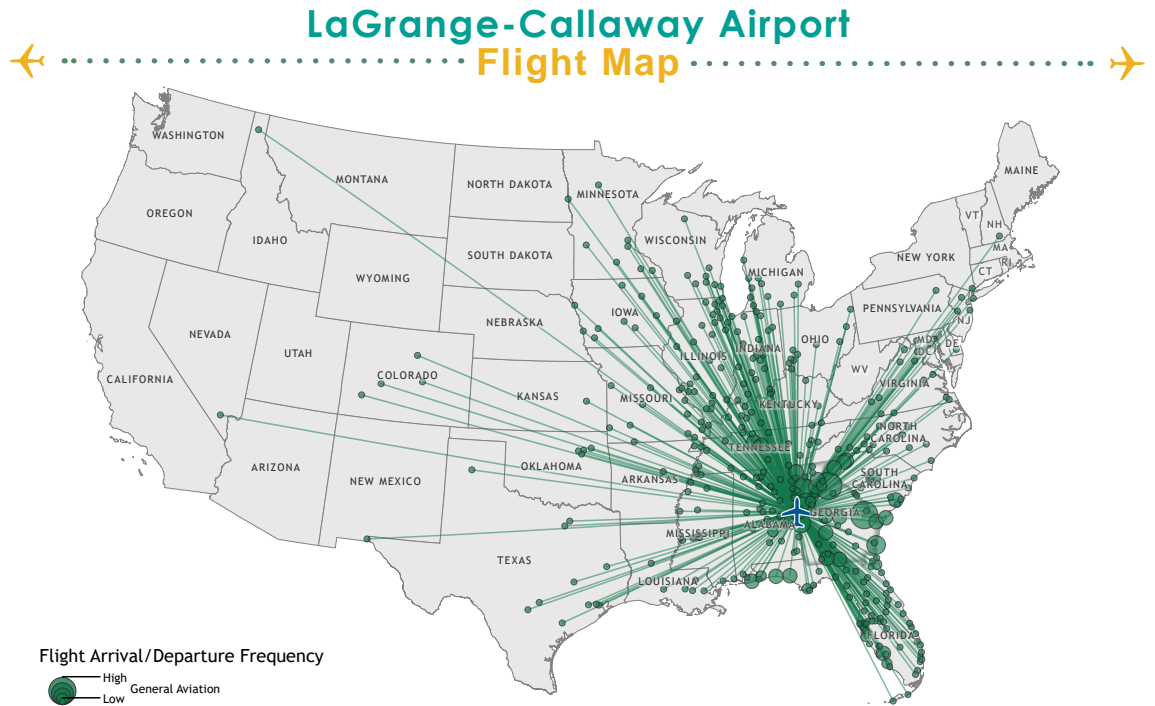 LaGrange-Callaway Airport
Flight Map
WASHINGTON
MONTANA
NORTH DAKOTA
MINNESOTA
MAINE
OREGON
IDAHO
SOUTH DAKOTA
WISCONSIN
MICHIGAN
NEW YORK
VT
NH
MA
RI
CT
WYOMING
NEBRASKA
IOWA
PENNSYLVANIA
NJ
NEVADA
UTAH
COLORADO
ILLINOIS
INDIANA
OHIO
MD
DC
DE
WV
VIRGINIA
CALIFORNIA
KANSAS
MISSOURI
KENTUCKY
NORTH
CAROLINA
TENNESSEE
ARIZONA
NEW MEXICO
OKLAHOMA
ARKANSAS
SOUTH
CAROLINA
MISSISSIPPI
ALABAMA
GEORGIA
TEXAS
LOUISIANA
FLORIDA
Flight Arrival/Departure Frequency
High
General Aviation
Low